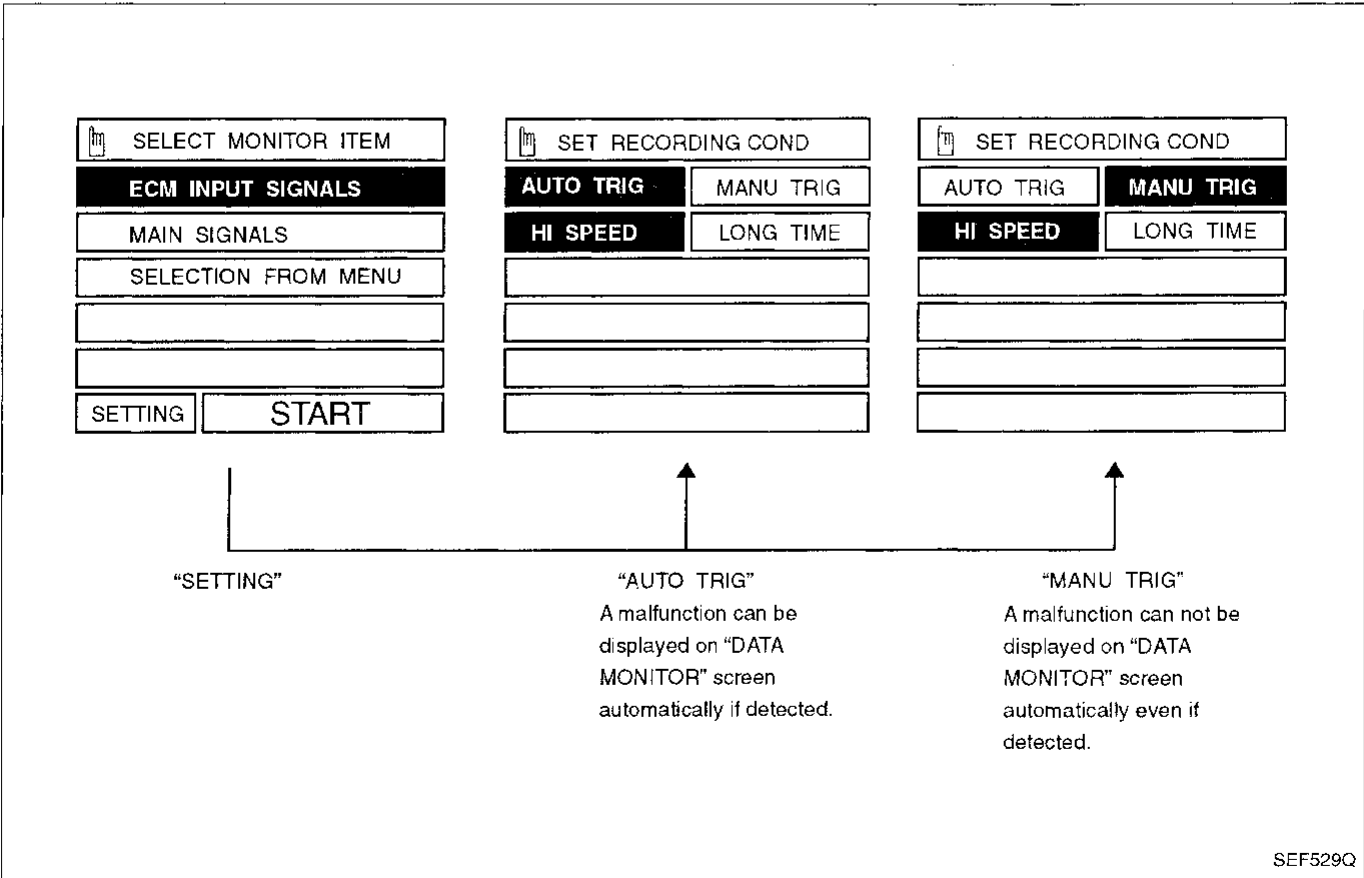 SELECT MONITOR ITEM
ECM INPUT SIGNALS
MAIN SIGNALS
SELECTION FROM MENU
SETTING START
SET RECORDING COND
AUTO TRIG MANU TRIG
HI SPEED LONG TIME
SET RECORDING COND
AUTO TRIG MANU TRIG
HI SPEED LONG TIME
“SETTING”
“AUTO TRIG”
A malfunction can be
displayed on “DATA
MONITOR” screen
automatically if detected.
“MANU TRIG”
A malfunction can not be
displayed on “DATA
MONITOR” screen
automatically even if
detected.
SEF529Q